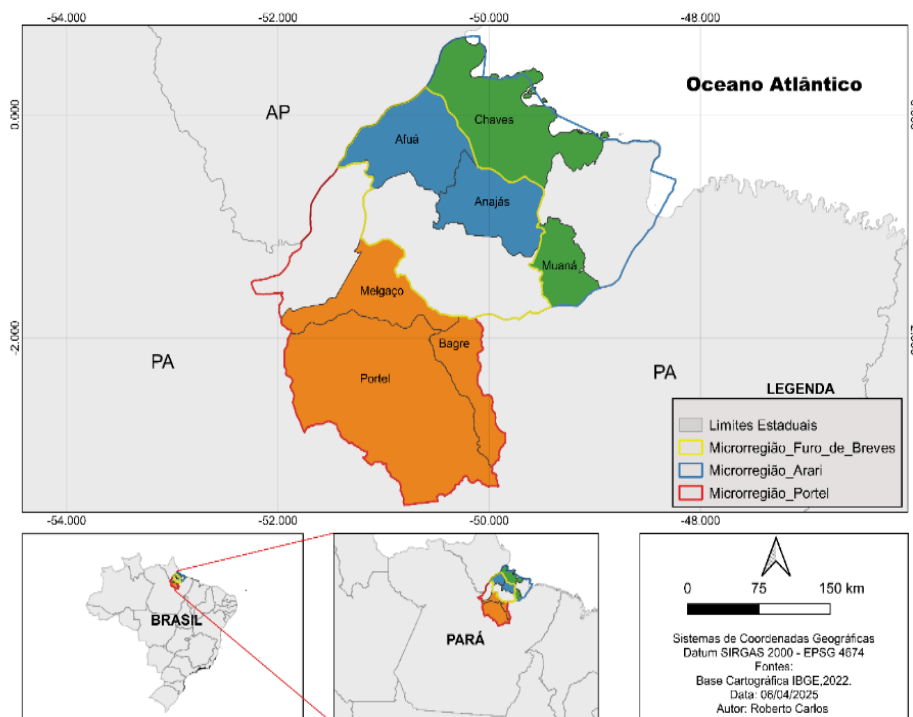 -54.000 -52.000 -50.000 -48.000
Oceano Atlântico
AP
0.0000
Chaves
Afuá
Anajás
Muaná
Melgaço
-2.000
Bagre
PA
Portel
PA
LEGENDA
Limites Estaduais
Microrregião_Furo_de_Breves
Microrregião_Arari
Microrregião_Portel
-54.000 -52.000 -50.000 -48.000
BRASIL
PARÁ
0 75 150 km
Sistemas de Coordenadas Geográficas
Datum SIRGAS 2000 - EPSG 4674
Fontes:
Base Cartográfica IBGE,2022.
Data: 06/04/2025
Autor: Roberto Carlos